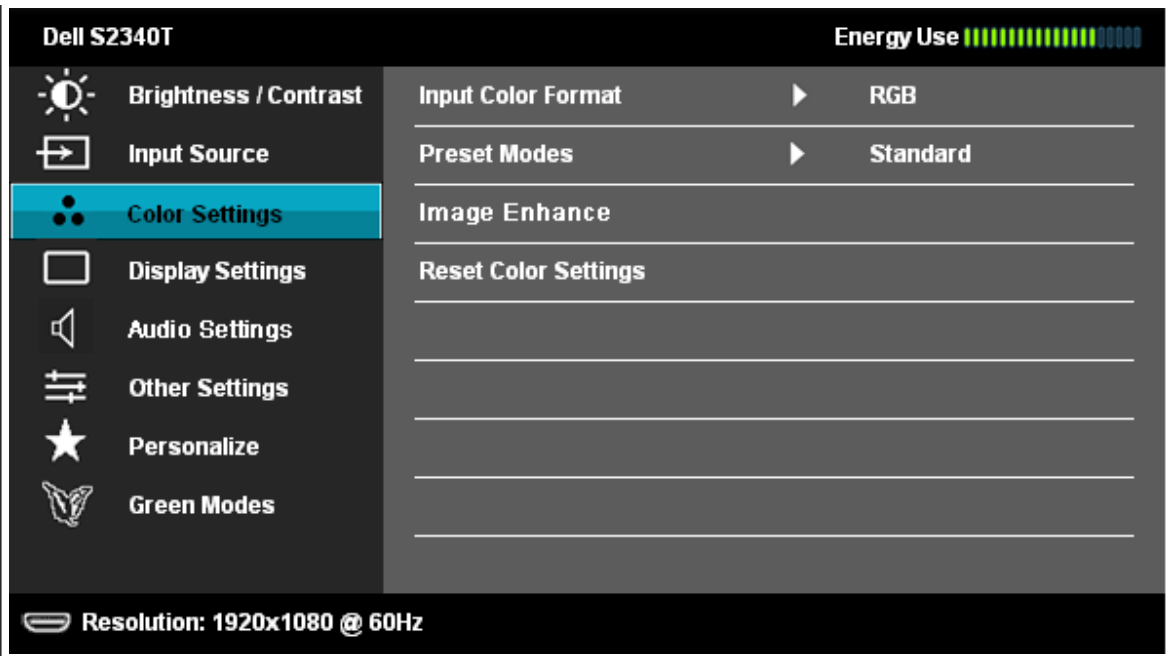 Dell S2340T
Energy Use
Brightness / Contrast
Input Source
Color Settings
Display Settings
Audio Settings
Other Settings
Personalize
Green Modes
Input Color Format
RGB
Preset Modes
Standard
Image Enhance
Reset Color Settings
Resolution: 1920x1080 @ 60Hz